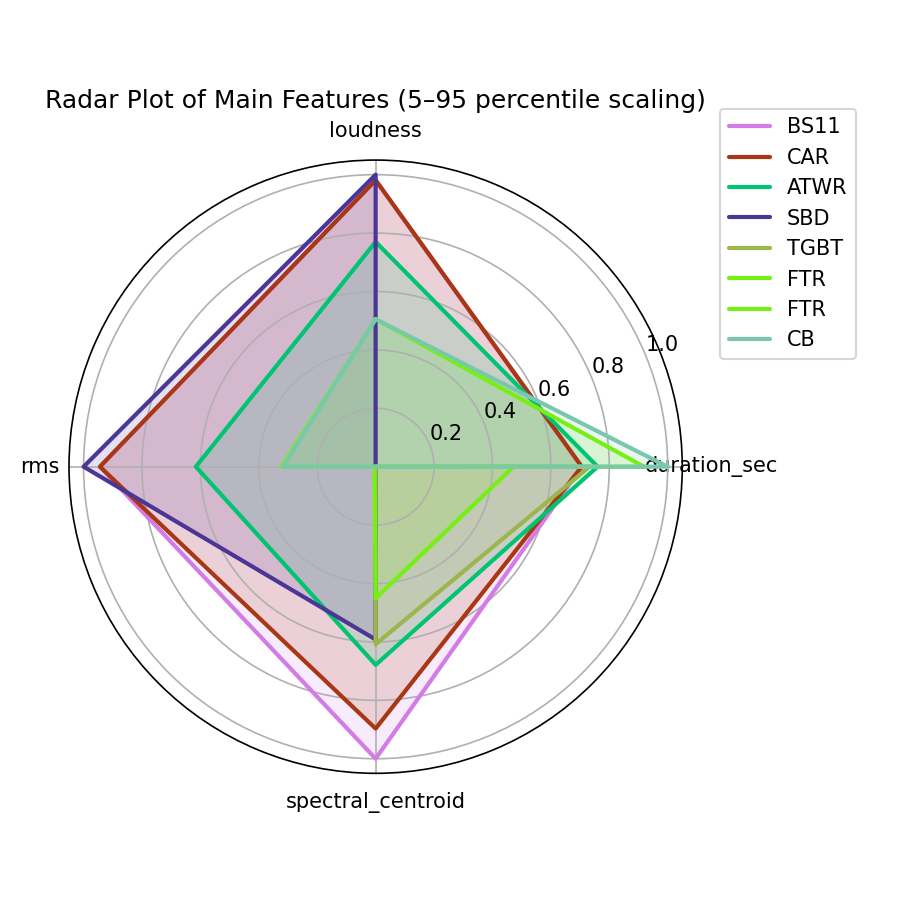 Radar Plot of Main Features (5–95 percentile scaling)
loudness
BS11
CAR
ATWR
SBD
TGBT
FTR
FTR
CB
1.0
0.8
0.6
0.4
0.2
rms
duration_sec
spectral_centroid